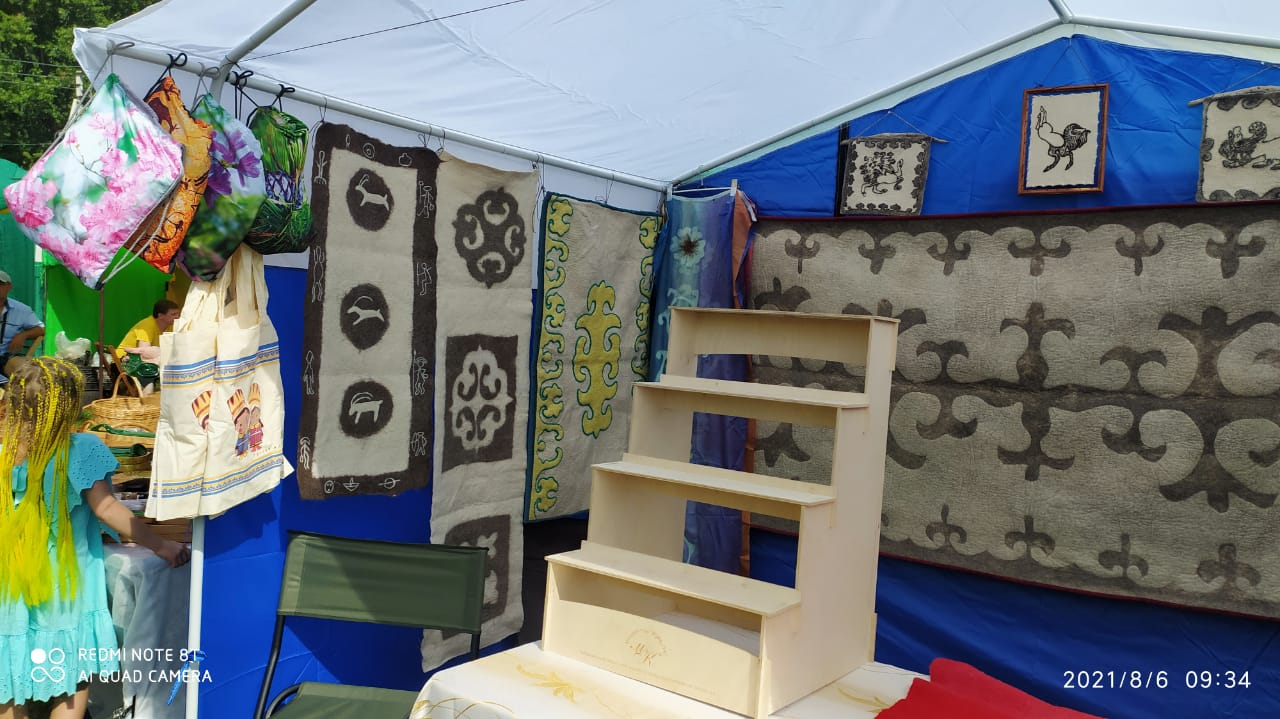 REDMI NOTE 8T
AI QUAD CAMERA
2021/8/6 09:34